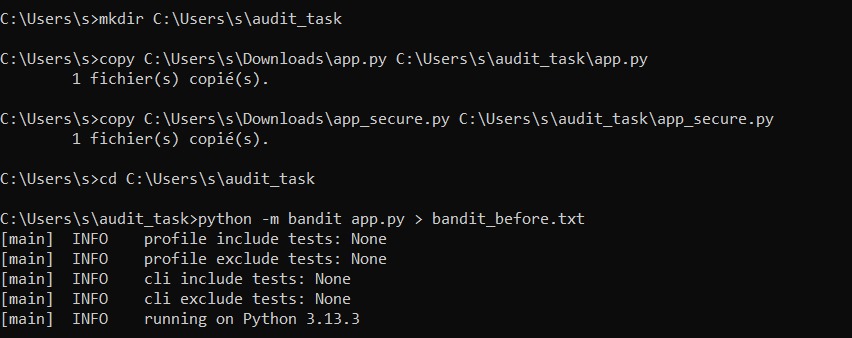 C:\Users\s>mkdir C:\Users\s\audit_task
C:\Users\s>copy C:\Users\s\Downloads\app.py C:\Users\s\audit_task\app.py
        1 fichier(s) copié(s).
C:\Users\s>copy C:\Users\s\Downloads\app_secure.py C:\Users\s\audit_task\app_secure.py
        1 fichier(s) copié(s).
C:\Users\s>cd C:\Users\s\audit_task
C:\Users\s\audit_task>python -m bandit app.py > bandit_before.txt
[main]  INFO    profile include tests: None
[main]  INFO    profile exclude tests: None
[main]  INFO    cli include tests: None
[main]  INFO    cli exclude tests: None
[main]  INFO    running on Python 3.13.3